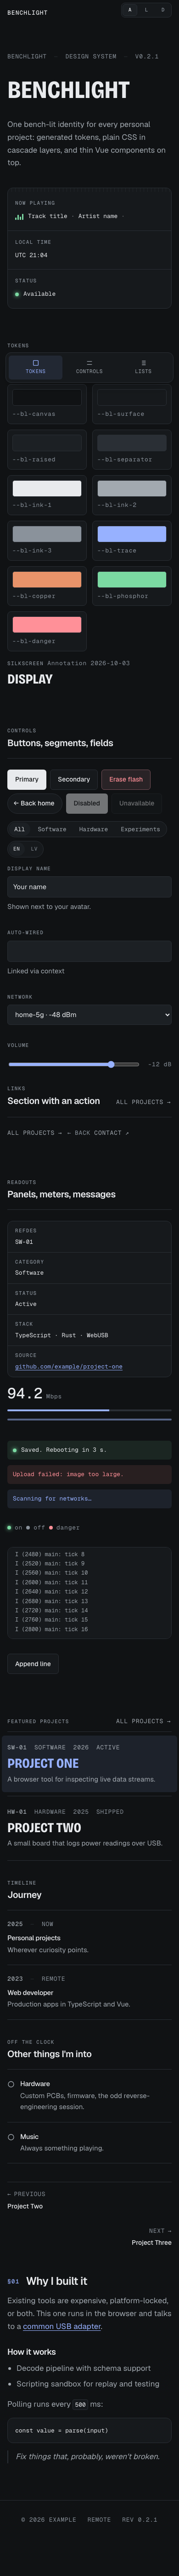 BENCHLIGHT
A L D
BENCHLIGHT · DESIGN SYSTEM · V0.2.1
BENCHLIGHT
One bench-lit identity for every personal
project: generated tokens, plain CSS in
cascade layers, and thin Vue components on
top.
NOW PLAYING
Track title · Artist name
LOCAL TIME
UTC 21:04
STATUS
Available
TOKENS
TOKENS CONTROLS LISTS
--bl-canvas --bl-surface
--bl-raised --bl-separator
--bl-ink-1 --bl-ink-2
--bl-ink-3 --bl-trace
--bl-copper --bl-phosphor
--bl-danger
SILKSCREEN Annotation 2026-10-03
DISPLAY
CONTROLS
Buttons, segments, fields
Primary Secondary Erase flash
← Back home Disabled Unavailable
All Software Hardware Experiments
EN LV
DISPLAY NAME
Your name
Shown next to your avatar.
AUTO-WIRED
Linked via context
NETWORK
home-5g · -48 dBm
VOLUME
-12 dB
LINKS
Section with an action ALL PROJECTS →
ALL PROJECTS → ← BACK CONTACT ↗
READOUTS
Panels, meters, messages
REFDES
SW-01
CATEGORY
Software
STATUS
Active
STACK
TypeScript · Rust · WebUSB
SOURCE
github.com/example/project-one
94.2 Mbps
Saved. Rebooting in 3 s.
Upload failed: image too large.
Scanning for networks…
on off danger
I (2480) main: tick 8
I (2520) main: tick 9
I (2560) main: tick 10
I (2600) main: tick 11
I (2640) main: tick 12
I (2680) main: tick 13
I (2720) main: tick 14
I (2760) main: tick 15
I (2800) main: tick 16
Append line
FEATURED PROJECTS ALL PROJECTS →
SW-01 SOFTWARE 2026 ACTIVE
PROJECT ONE
A browser tool for inspecting live data streams.
HW-01 HARDWARE 2025 SHIPPED
PROJECT TWO
A small board that logs power readings over USB.
TIMELINE
Journey
2025 · NOW
Personal projects
Wherever curiosity points.
2023 · REMOTE
Web developer
Production apps in TypeScript and Vue.
OFF THE CLOCK
Other things I'm into
Hardware
Custom PCBs, firmware, the odd reverse-
engineering session.
Music
Always something playing.
← PREVIOUS
Project Two
NEXT →
Project Three
§01 Why I built it
Existing tools are expensive, platform-locked,
or both. This one runs in the browser and talks
to a common USB adapter.
How it works
• Decode pipeline with schema support
• Scripting sandbox for replay and testing
Polling runs every 500 ms:
const value = parse(input)
Fix things that, probably, weren't broken.
© 2026 EXAMPLE REMOTE REV 0.2.1